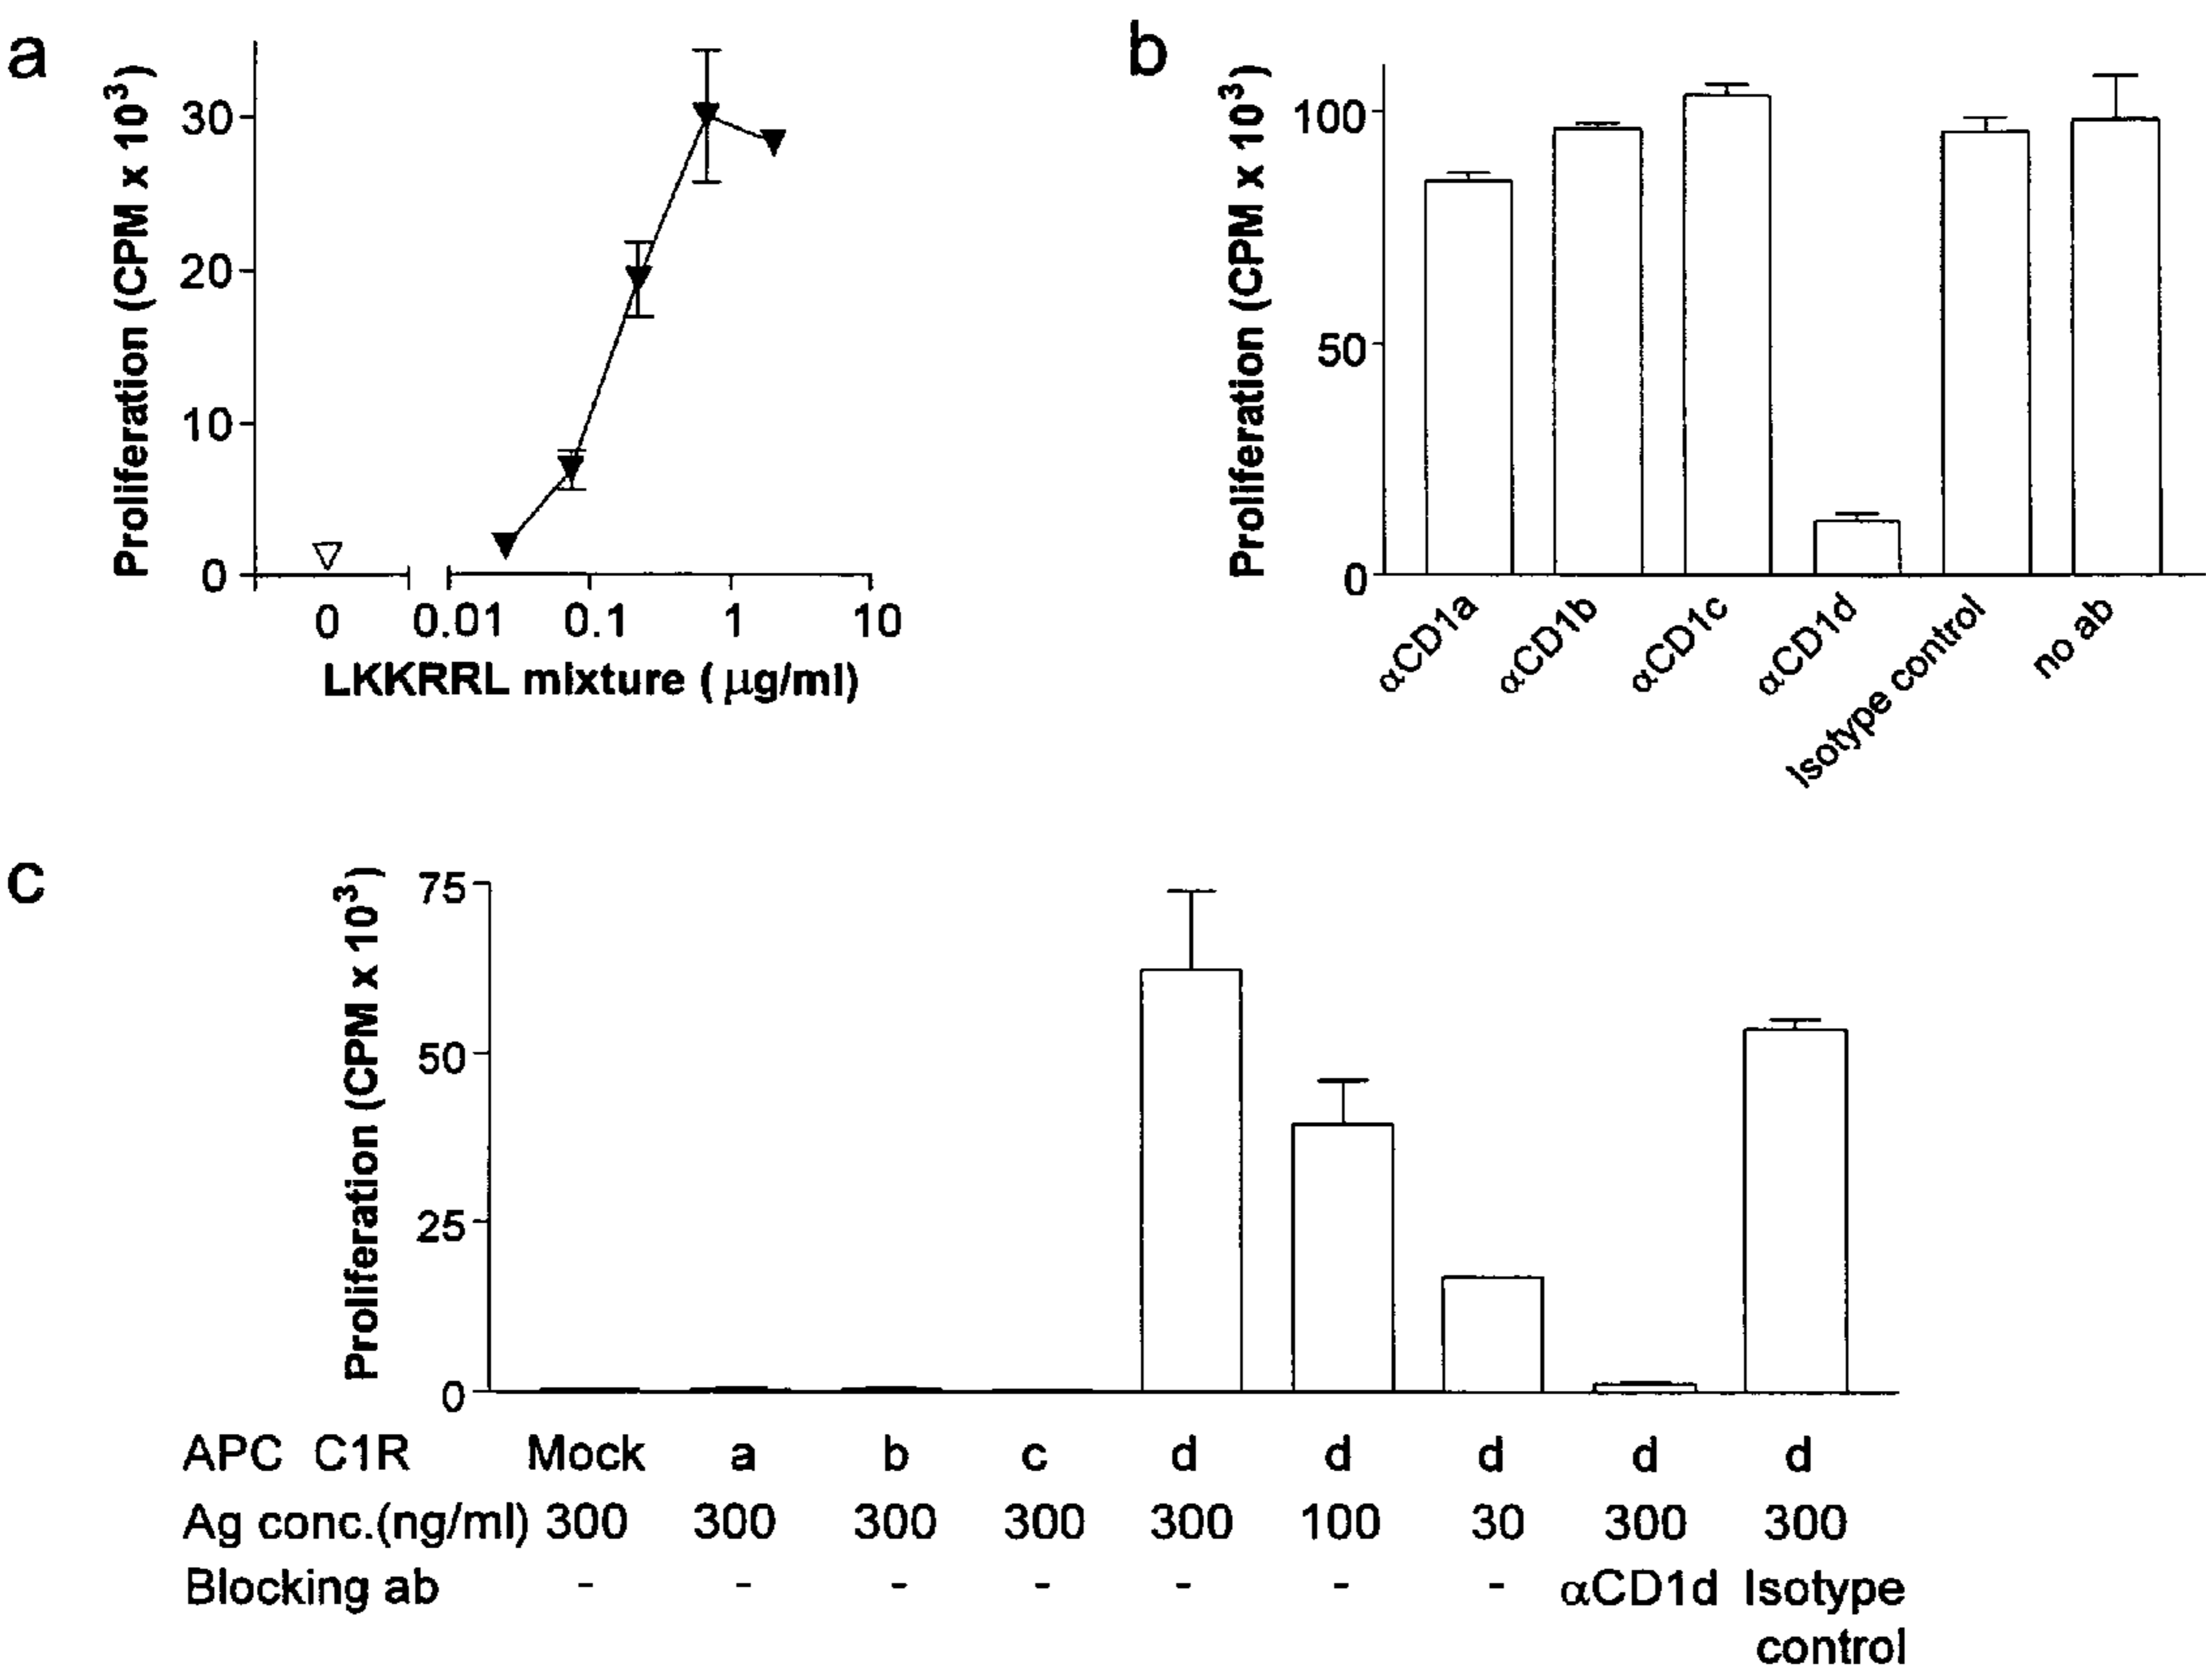 a
Proliferation (CPM x 10³)
30
20
10
0
0 0.01 0.1 1 10
LKKRRL mixture ( μg/ml)
b
Proliferation (CPM x 10³)
100
50
0
αCD1a αCD1b αCD1c αCD1d Isotype control no ab
c
Proliferation (CPM x 10³)
75
50
25
0
APC C1R Mock a b c d d d d d
Ag conc.(ng/ml) 300 300 300 300 300 100 30 300 300
Blocking ab - - - - - - - αCD1d Isotype
control